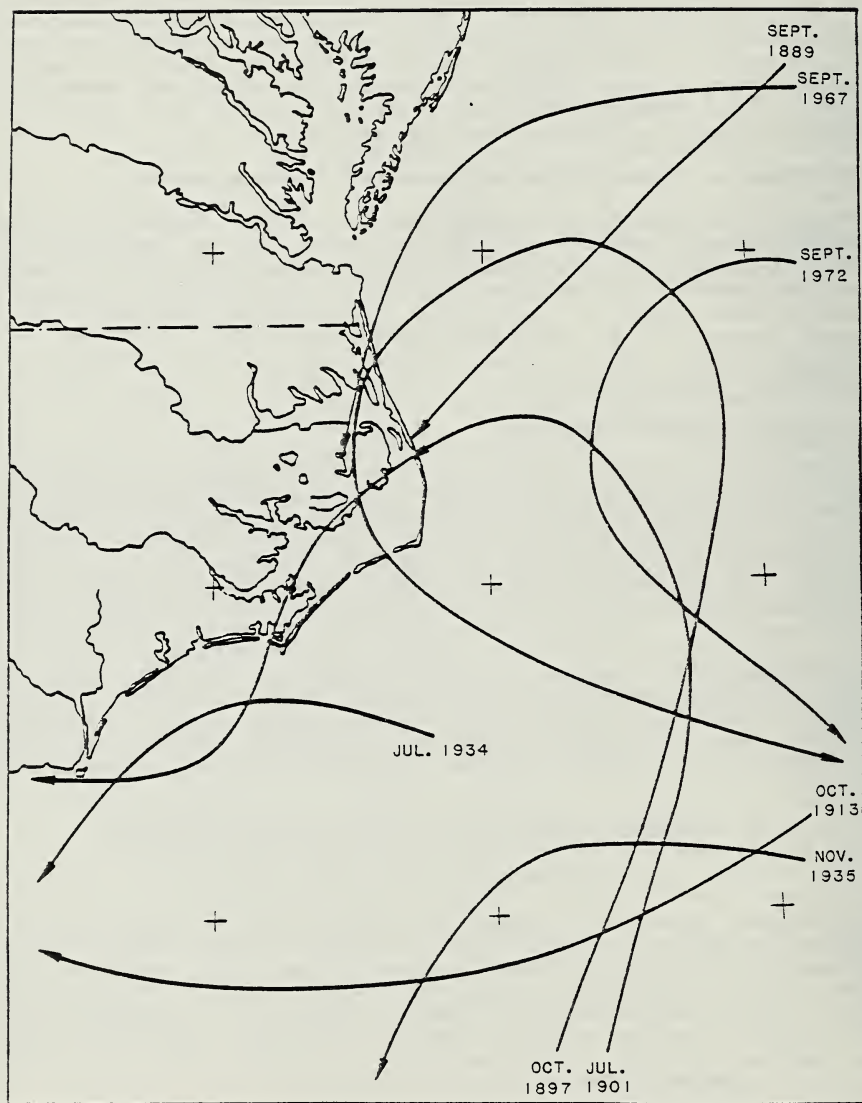 SEPT.
1889
SEPT.
1967
SEPT.
1972
JUL. 1934
OCT.
1913
NOV.
1935
OCT. JUL.
1897 1901